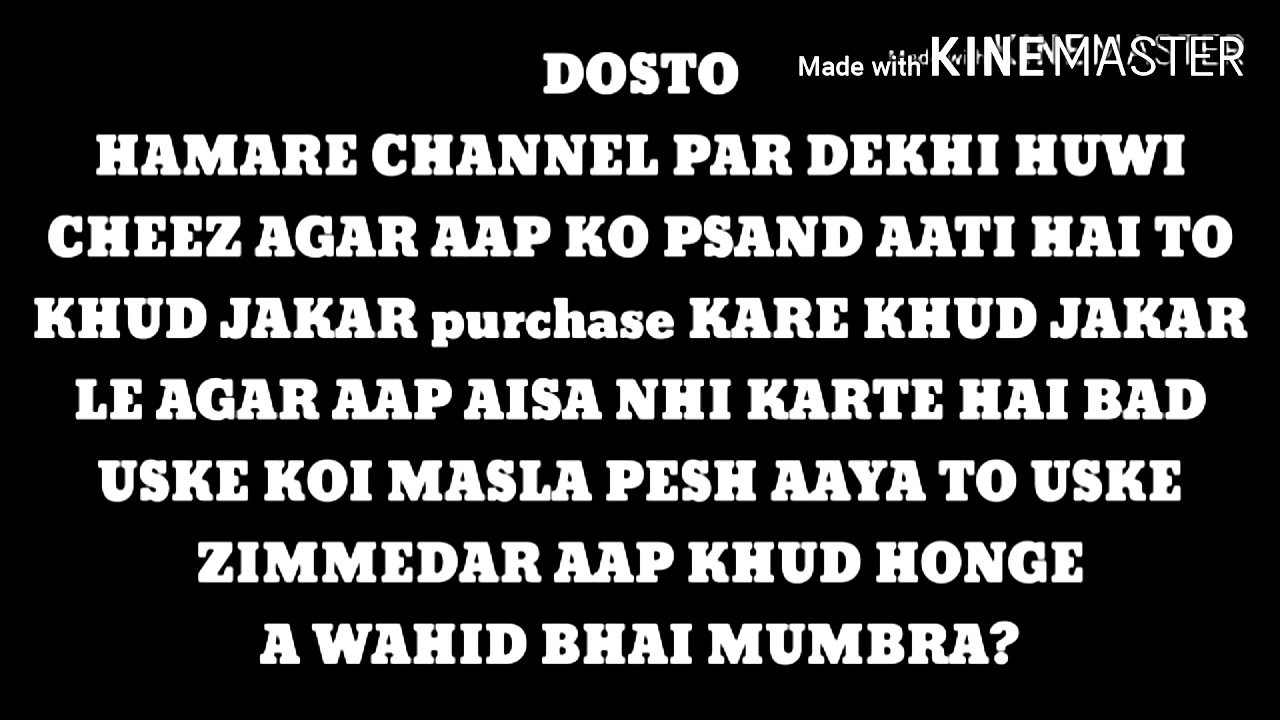 Made with KINEMASTER
DOSTO
HAMARE CHANNEL PAR DEKHI HUWI
CHEEZ AGAR AAP KO PSAND AATI HAI TO
KHUD JAKAR purchase KARE KHUD JAKAR
LE AGAR AAP AISA NHI KARTE HAI BAD
USKE KOI MASLA PESH AAYA TO USKE
ZIMMEDAR AAP KHUD HONGE
A WAHID BHAI MUMBRA?